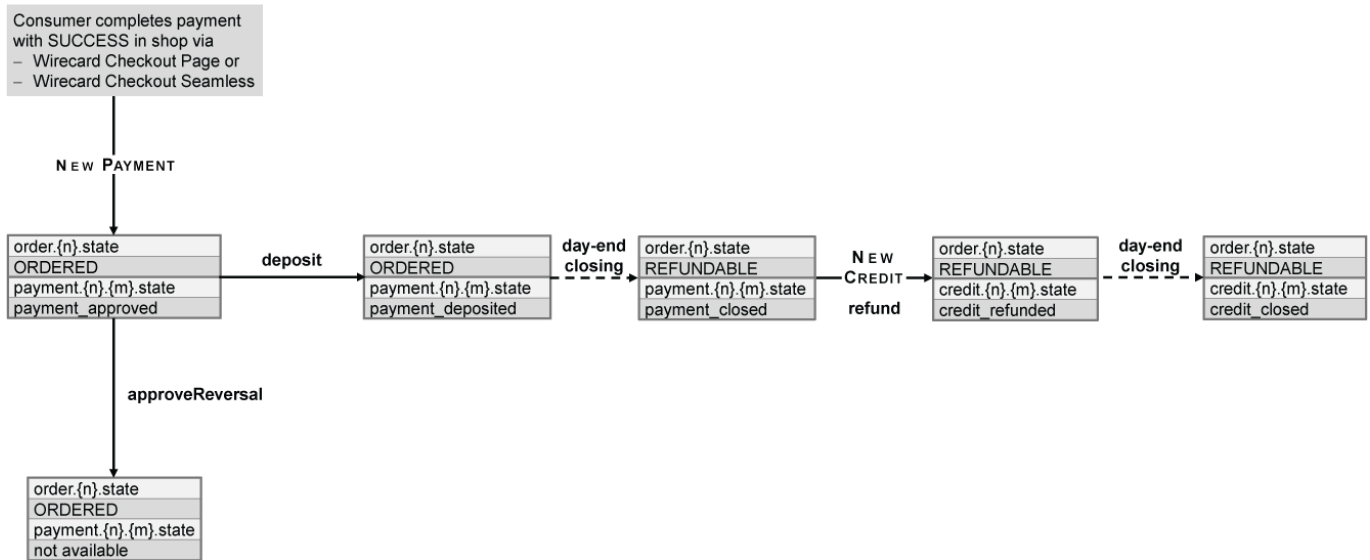 Consumer completes payment
with SUCCESS in shop via
– Wirecard Checkout Page or
– Wirecard Checkout Seamless
NEW PAYMENT
order.{n}.state
ORDERED
payment.{n}.{m}.state
payment_approved
deposit
order.{n}.state
ORDERED
payment.{n}.{m}.state
payment_deposited
day-end
closing
order.{n}.state
REFUNDABLE
payment.{n}.{m}.state
payment_closed
NEW
CREDIT
refund
order.{n}.state
REFUNDABLE
credit.{n}.{m}.state
credit_refunded
day-end
closing
order.{n}.state
REFUNDABLE
credit.{n}.{m}.state
credit_closed
approveReversal
order.{n}.state
ORDERED
payment.{n}.{m}.state
not available